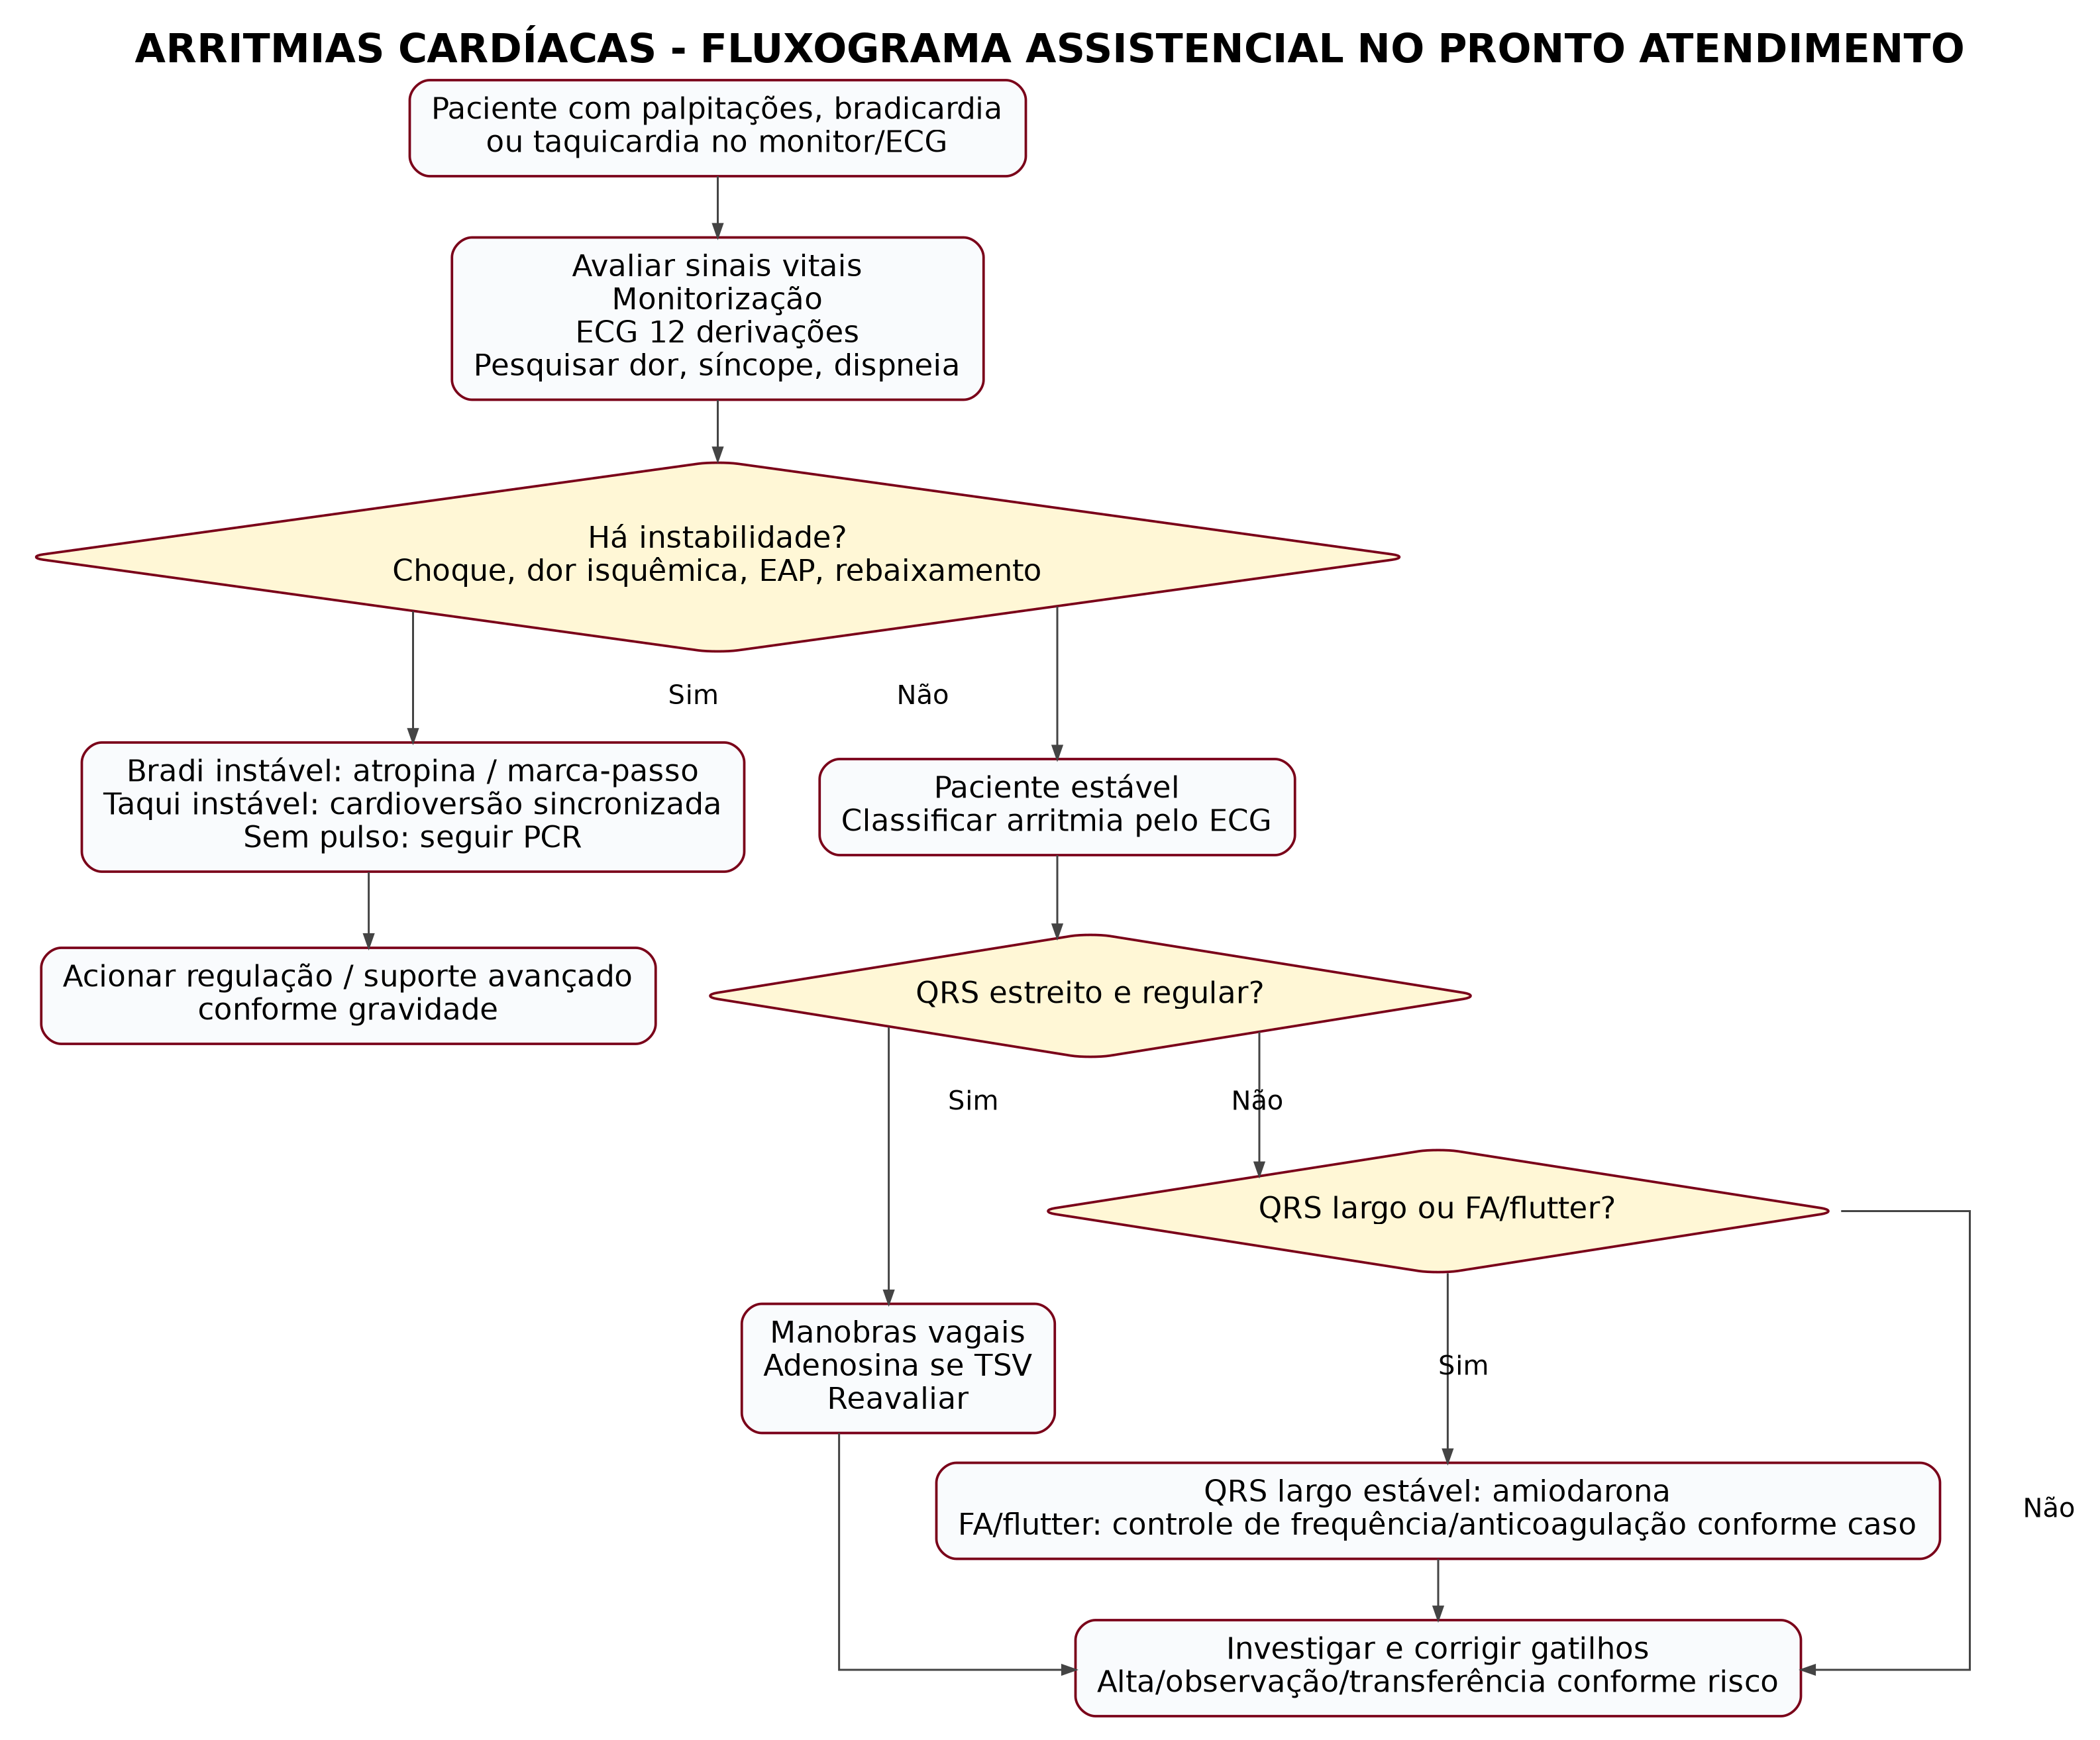 ARRITMIAS CARDÍACAS - FLUXOGRAMA ASSISTENCIAL NO PRONTO ATENDIMENTO
Paciente com palpitações, bradicardia
ou taquicardia no monitor/ECG
Avaliar sinais vitais
Monitorização
ECG 12 derivações
Pesquisar dor, síncope, dispneia
Há instabilidade?
Choque, dor isquêmica, EAP, rebaixamento
Sim
Não
Bradi instável: atropina / marca-passo
Taqui instável: cardioversão sincronizada
Sem pulso: seguir PCR
Paciente estável
Classificar arritmia pelo ECG
Acionar regulação / suporte avançado
conforme gravidade
QRS estreito e regular?
Sim
Não
QRS largo ou FA/flutter?
Manobras vagais
Adenosina se TSV
Reavaliar
Sim
Não
QRS largo estável: amiodarona
FA/flutter: controle de frequência/anticoagulação conforme caso
Investigar e corrigir gatilhos
Alta/observação/transferência conforme risco